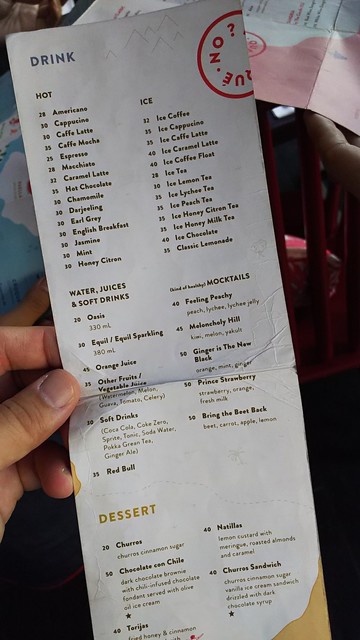 DRINK
QUE. NO ?
HOT
28 Americano
30 Cappucino
30 Caffe Latte
35 Caffe Mocha
25 Espresso
28 Macchiato
32 Caramel Latte
35 Hot Chocolate
30 Chamomile
30 Darjeeling
30 Earl Grey
30 English Breakfast
30 Jasmine
30 Mint
30 Honey Citron
ICE
32 Ice Coffee
35 Ice Cappucino
35 Ice Caffe Latte
40 Ice Caramel Latte
40 Ice Coffee Float
30 Ice Tea
30 Ice Lemon Tea
35 Ice Lychee Tea
35 Ice Peach Tea
35 Ice Honey Citron Tea
35 Ice Honey Milk Tea
40 Ice Chocolate
35 Classic Lemonade
WATER, JUICES
& SOFT DRINKS
20 Oasis
330 mL
30 Equil / Equil Sparkling
380 mL
45 Orange Juice
35 Other Fruits /
Vegetable Juice
(Watermelon, Melon,
Guava, Tomato, Celery)
30 Soft Drinks
(Coca Cola, Coke Zero,
Sprite, Tonic, Soda Water,
Pokka Green Tea,
Ginger Ale)
35 Red Bull
(kind of healthy) MOCKTAILS
40 Feeling Peachy
peach, lychee, lychee jelly
45 Meloncholy Hill
kiwi, melon, yakult
50 Ginger is The New
Black
orange, mint, ginger
50 Prince Strawberry
strawberry, orange,
fresh milk
50 Bring the Beet Back
beet, carrot, apple, lemon
DESSERT
20 Churros
churros cinnamon sugar
50 Chocolate con Chile
dark chocolate brownie
with chili-infused chocolate
fondant served with olive
oil ice cream
40 Torijas
fried honey & cinnamon
40 Natillas
lemon custard with
meringue, roasted almonds
and caramel
40 Churros Sandwich
churros cinnamon sugar
vanilla ice cream sandwich
drizzled with dark
chocolate syrup